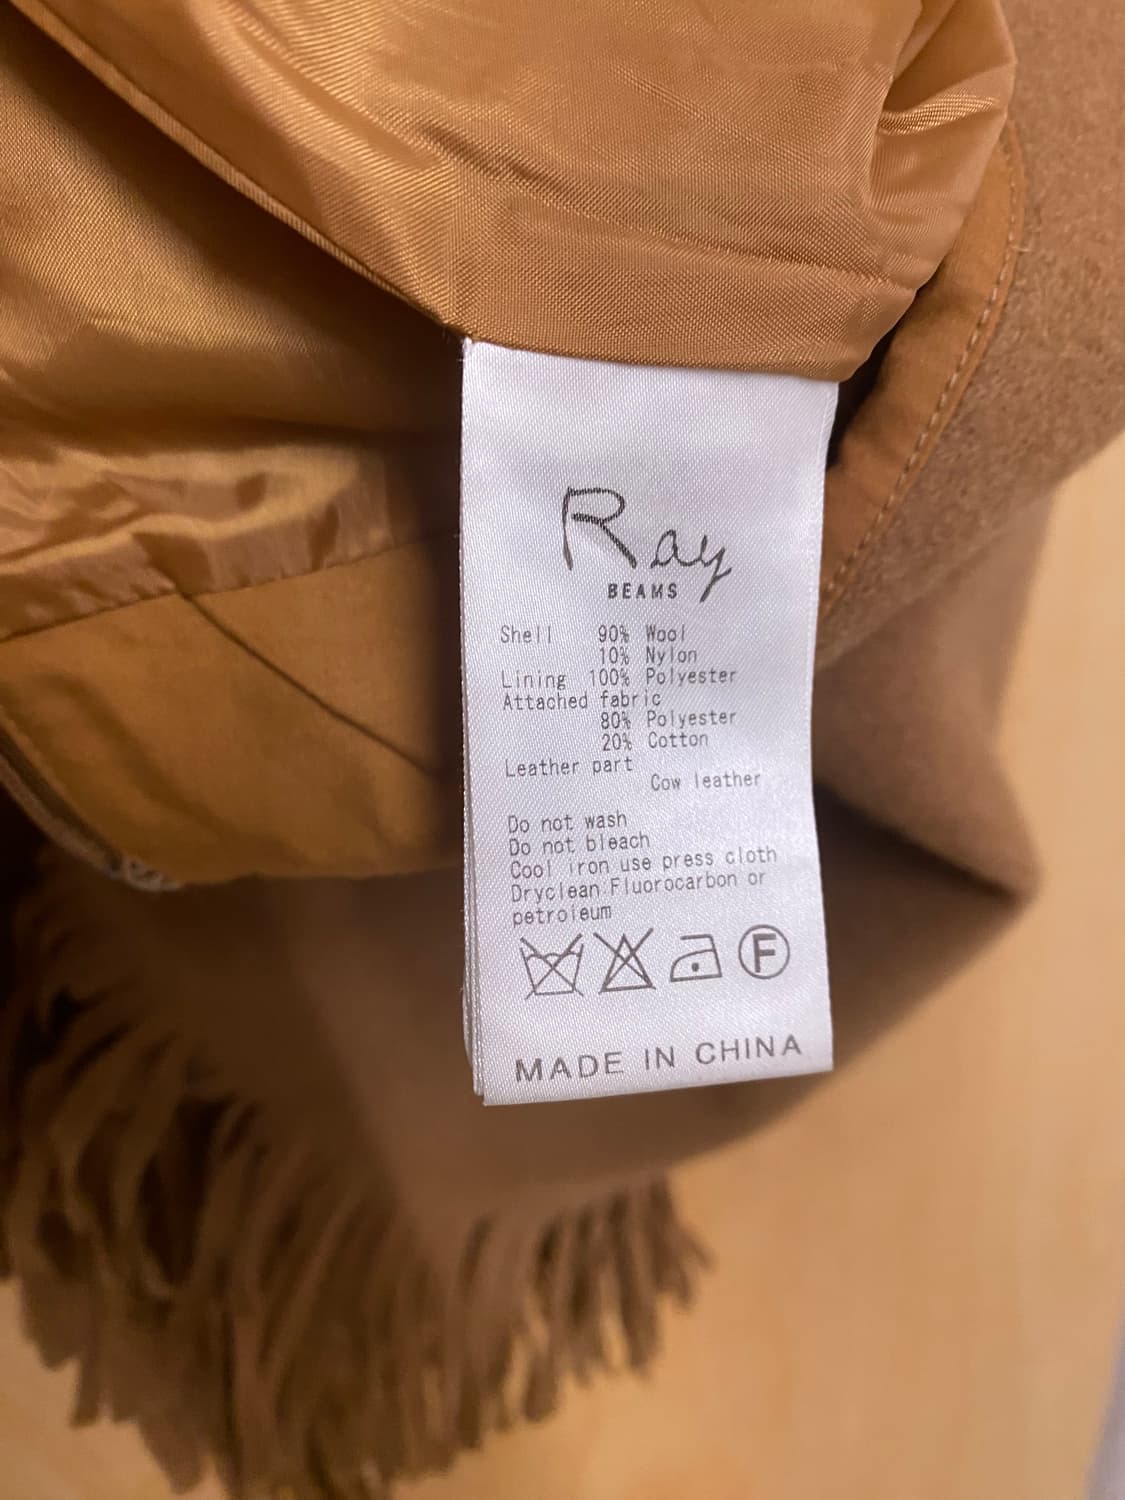 Ray
BEAMS
Shell 90% Wool
10% Nylon
Lining 100% Polyester
Attached fabric
80% Polyester
20% Cotton
Leather part
Cow leather
Do not wash
Do not bleach
Cool iron use press cloth
Dryclean:Fluorocarbon or
petroleum
F
MADE IN CHINA